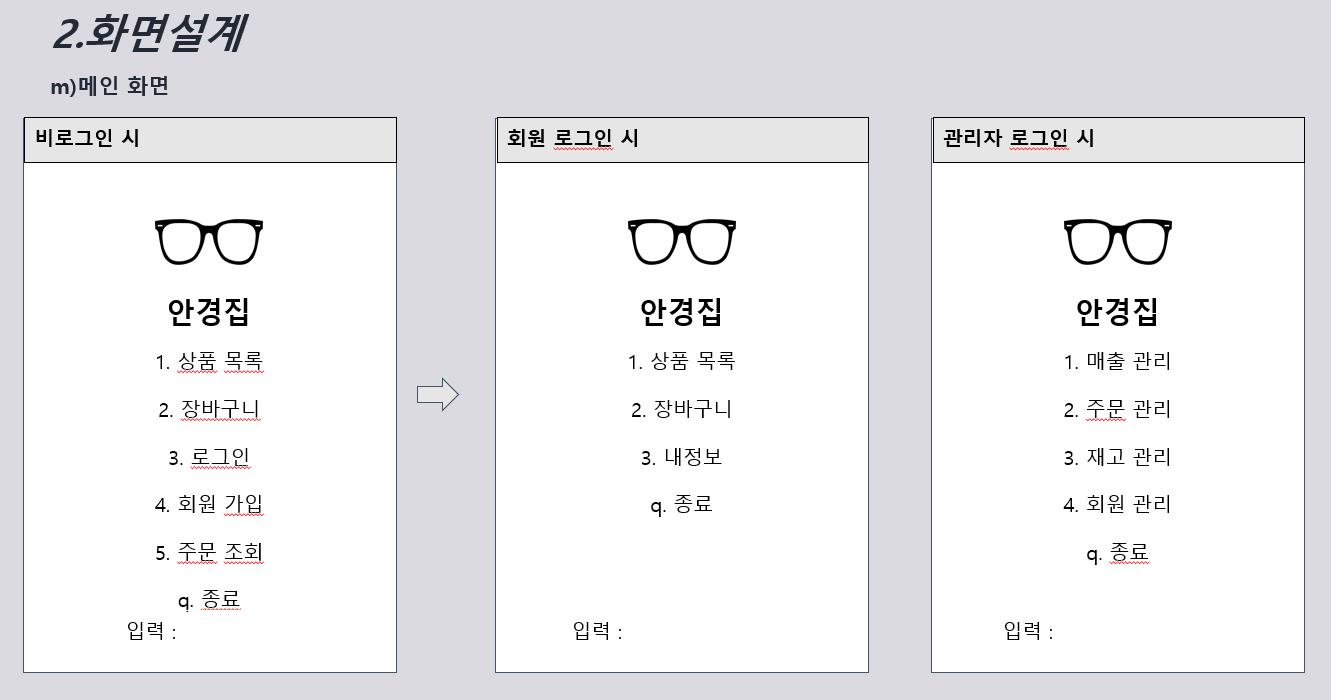 2.화면설계
m)메인 화면
비로그인 시
안경집
1. 상품 목록
2. 장바구니
3. 로그인
4. 회원 가입
5. 주문 조회
q. 종료
입력 :
회원 로그인 시
안경집
1. 상품 목록
2. 장바구니
3. 내정보
q. 종료
입력 :
관리자 로그인 시
안경집
1. 매출 관리
2. 주문 관리
3. 재고 관리
4. 회원 관리
q. 종료
입력 :